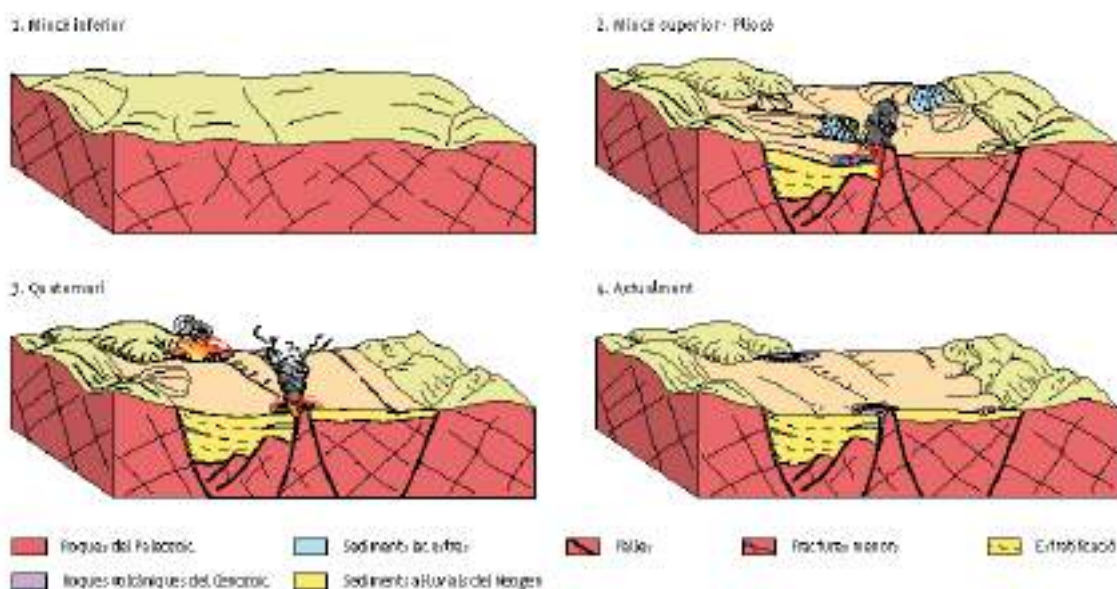 1. Miocè inferior
2. Miocè superior - Pliocè
3. Quaternari
4. Actualment
Roques del Paleozoic
Sediments lacustres
Falles
Fractures menors
Estratificació
Roques volcàniques del Cenozoic
Sediments al·luvials del Neogen